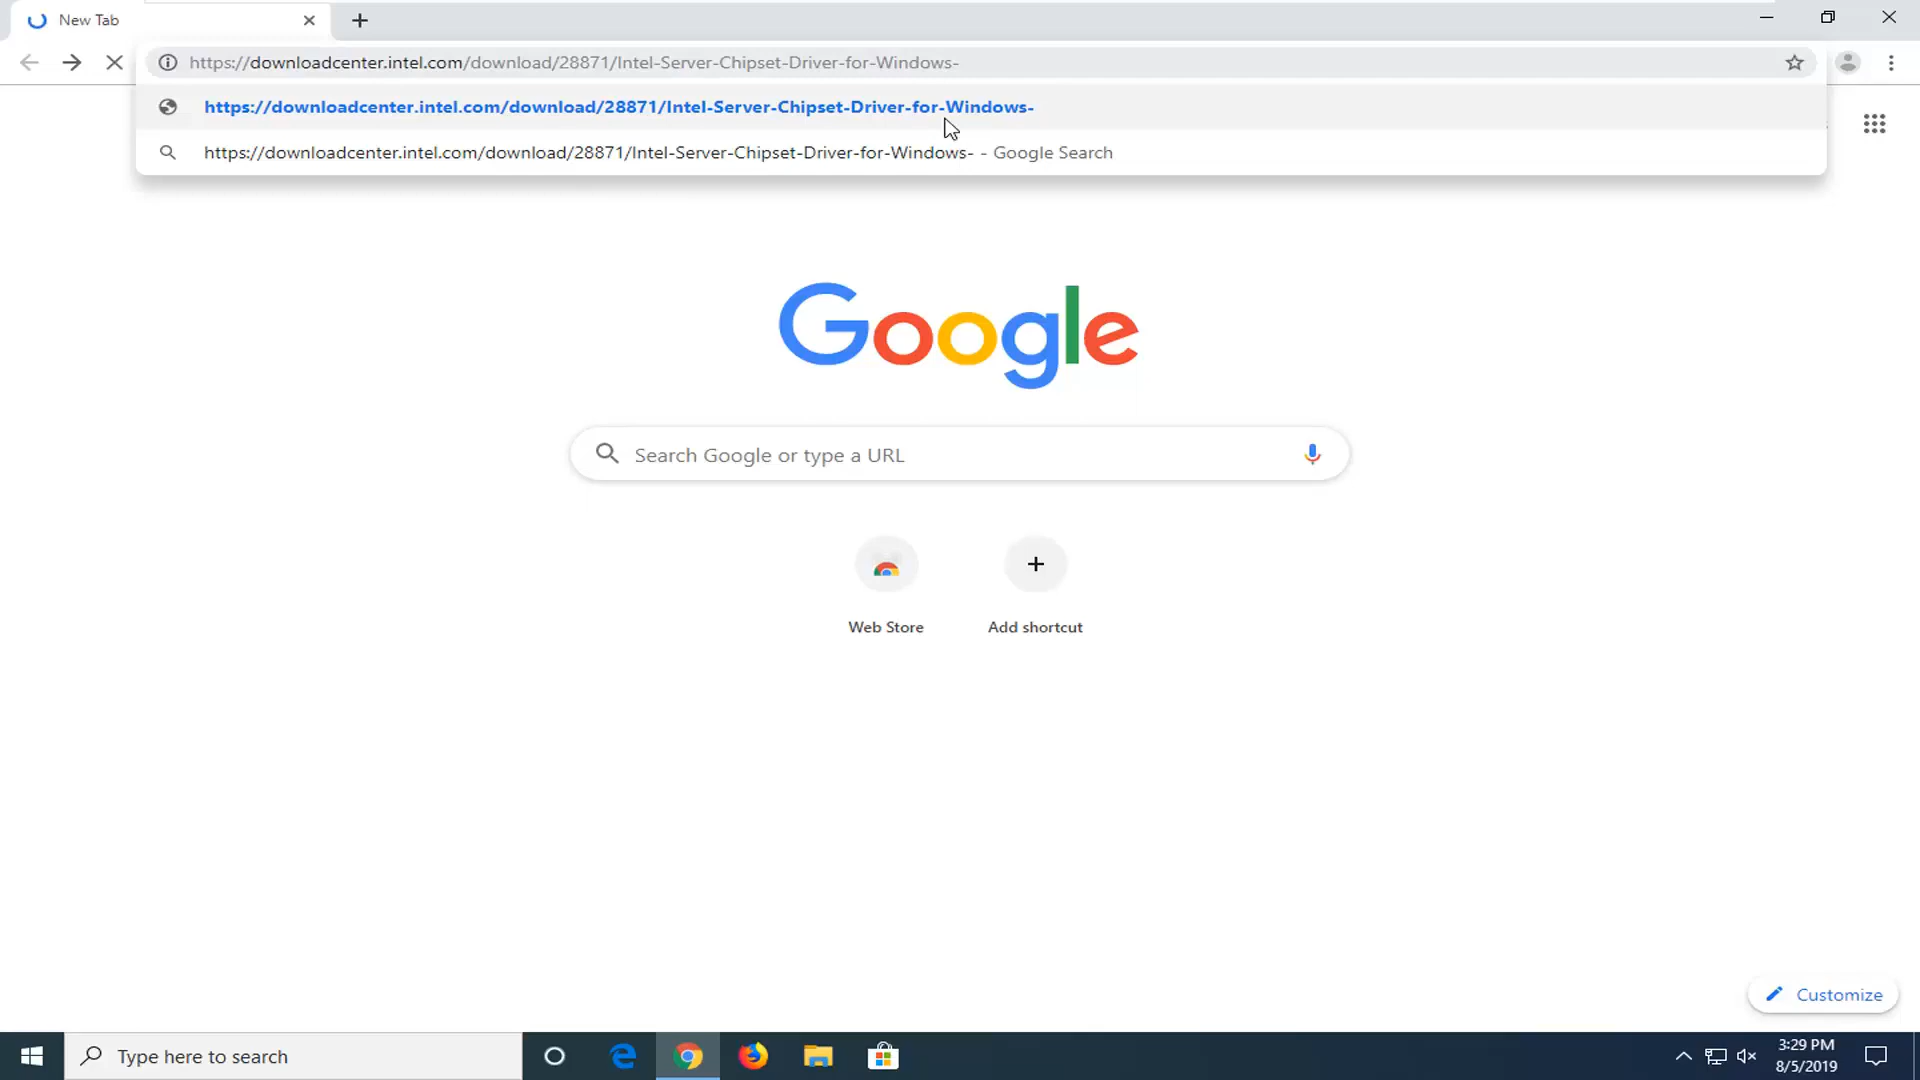 New Tab
https://downloadcenter.intel.com/download/28871/Intel-Server-Chipset-Driver-for-Windows-
https://downloadcenter.intel.com/download/28871/Intel-Server-Chipset-Driver-for-Windows-
https://downloadcenter.intel.com/download/28871/Intel-Server-Chipset-Driver-for-Windows- - Google Search
Google
Search Google or type a URL
Web Store
Add shortcut
Customize
Type here to search
3:29 PM
8/5/2019